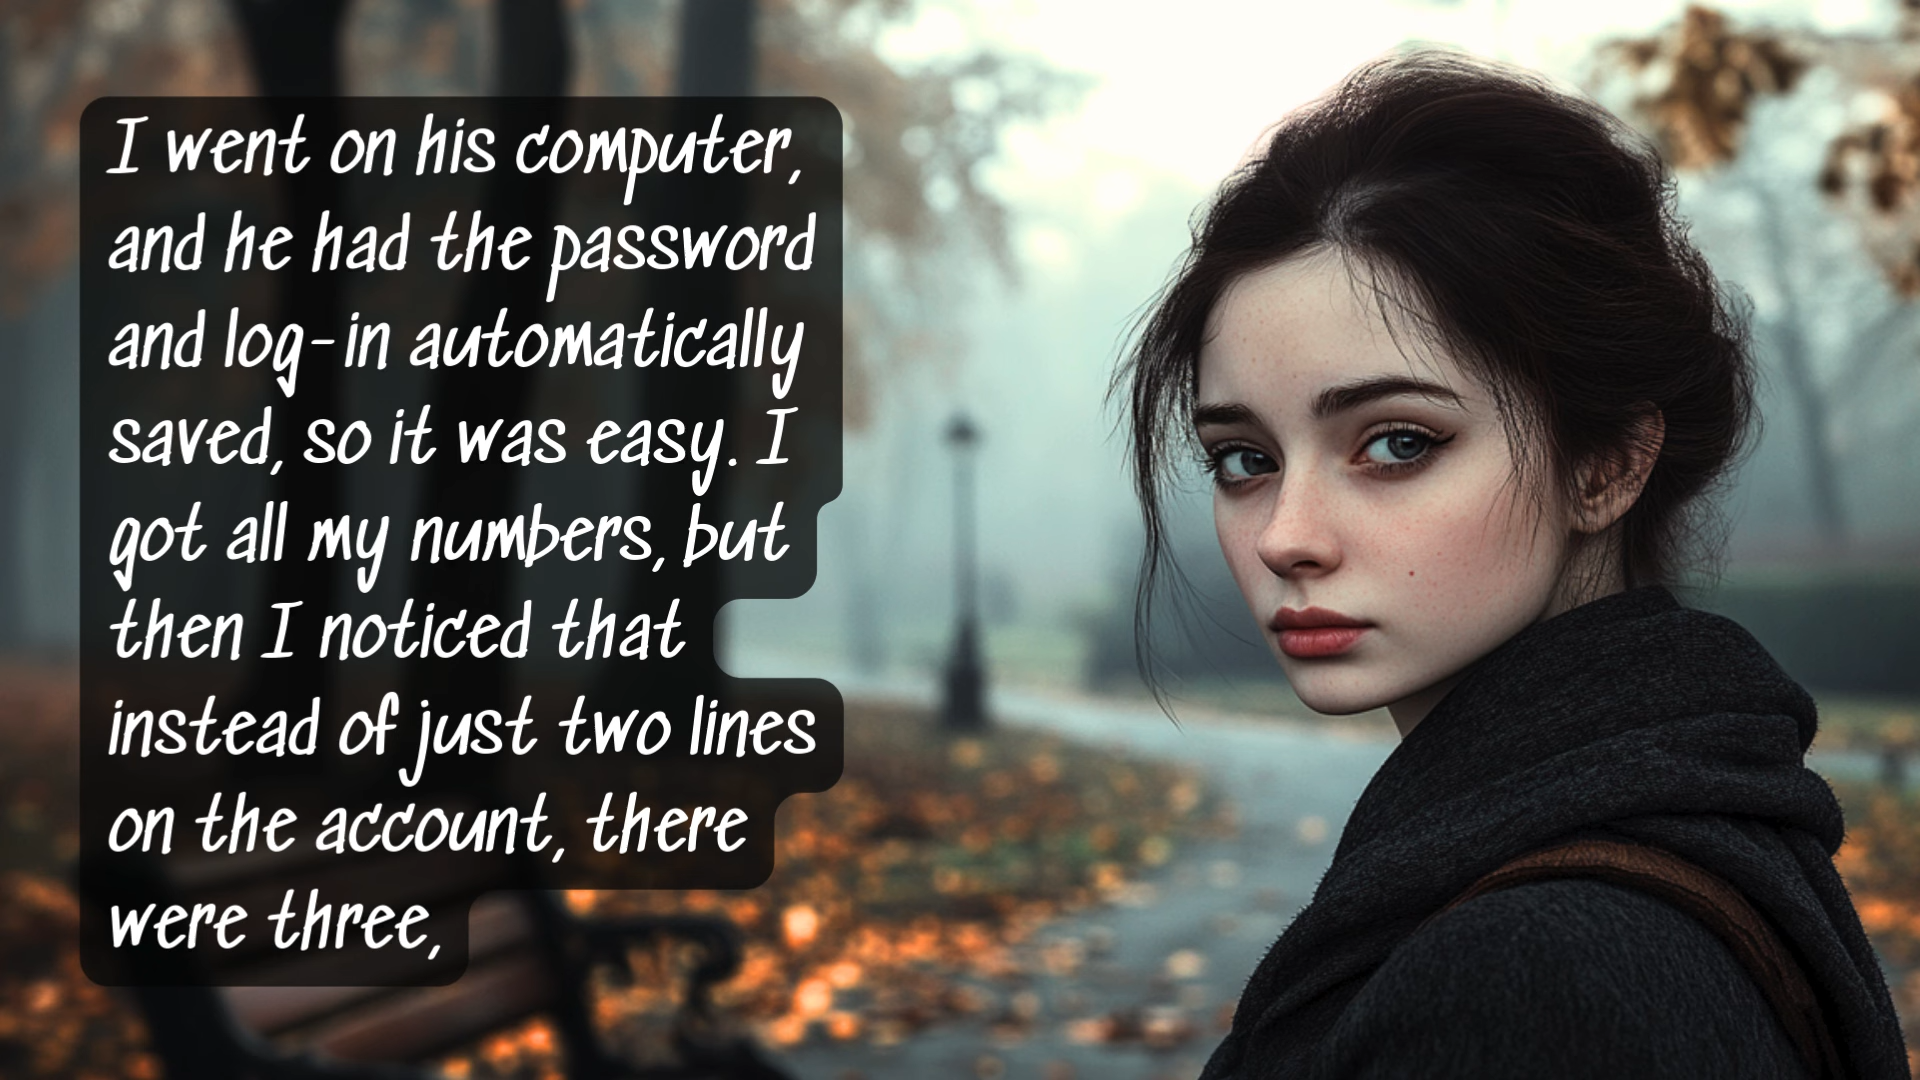 I went on his computer,
and he had the password
and log-in automatically
saved, so it was easy. I
got all my numbers, but
then I noticed that
instead of just two lines
on the account, there
were three,